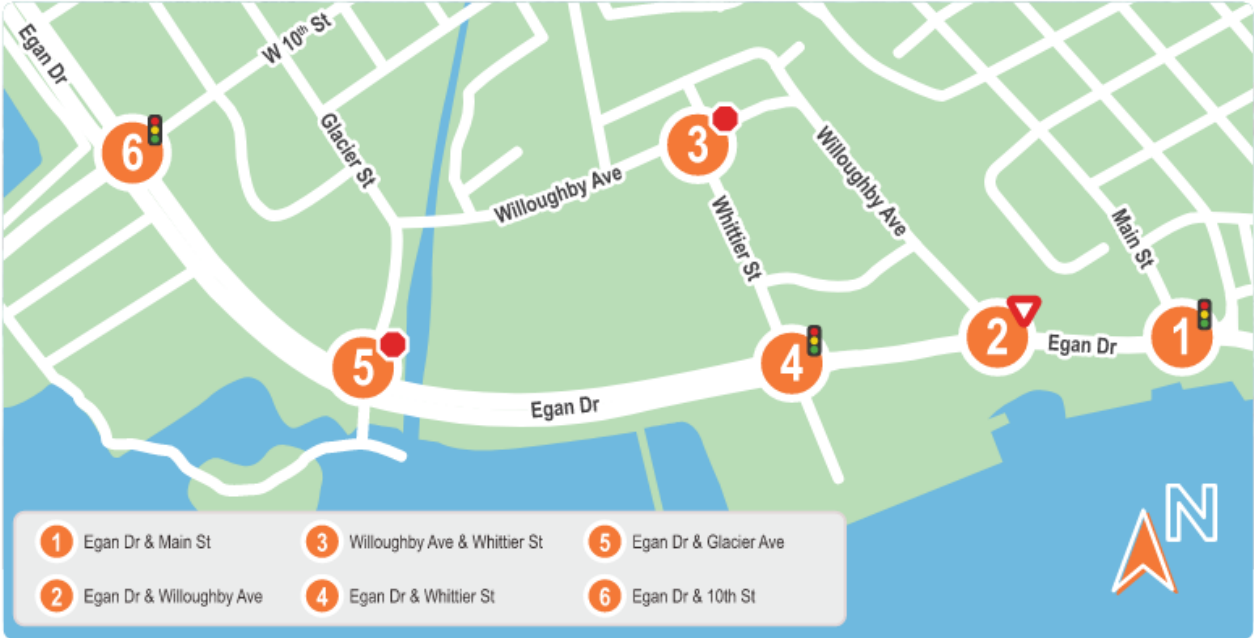 Egan Dr
W 10th St
Glacier St
Willoughby Ave
Whittier St
Willoughby Ave
Main St
Egan Dr
Egan Dr
6
3
5
4
2
1
N
1 Egan Dr & Main St
2 Egan Dr & Willoughby Ave
3 Willoughby Ave & Whittier St
4 Egan Dr & Whittier St
5 Egan Dr & Glacier Ave
6 Egan Dr & 10th St